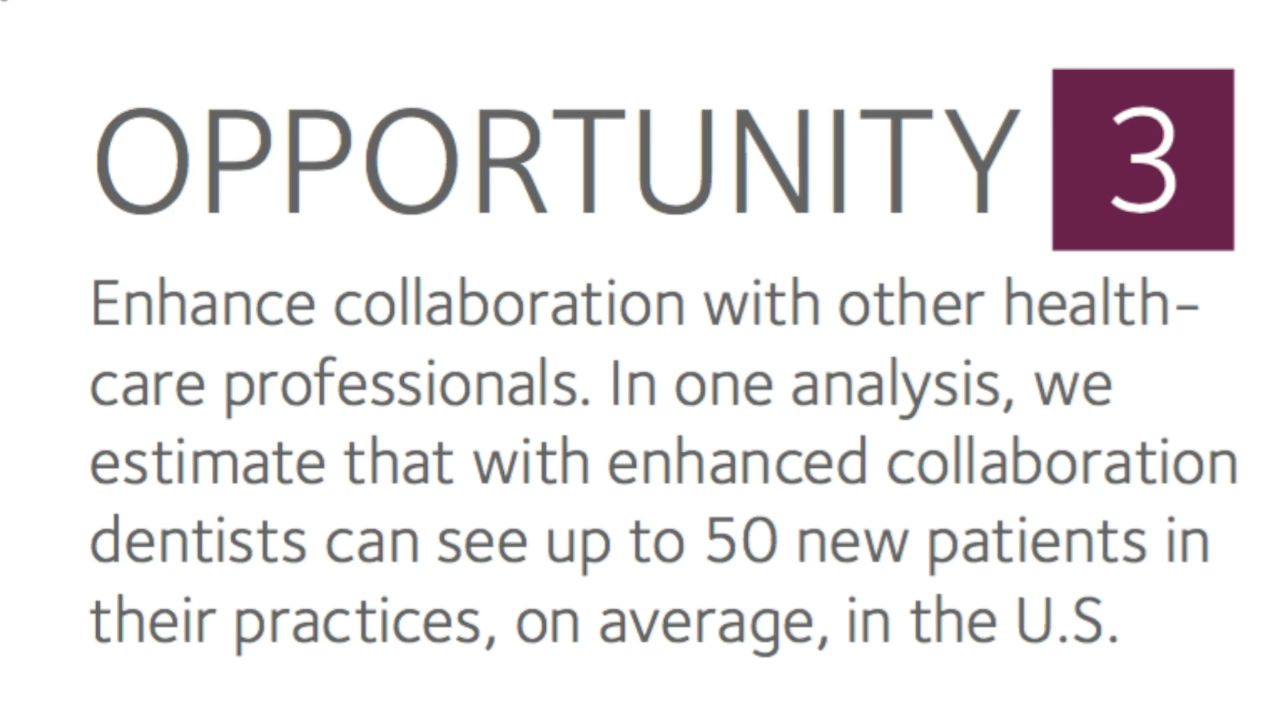 OPPORTUNITY 3
Enhance collaboration with other health-
care professionals. In one analysis, we
estimate that with enhanced collaboration
dentists can see up to 50 new patients in
their practices, on average, in the U.S.